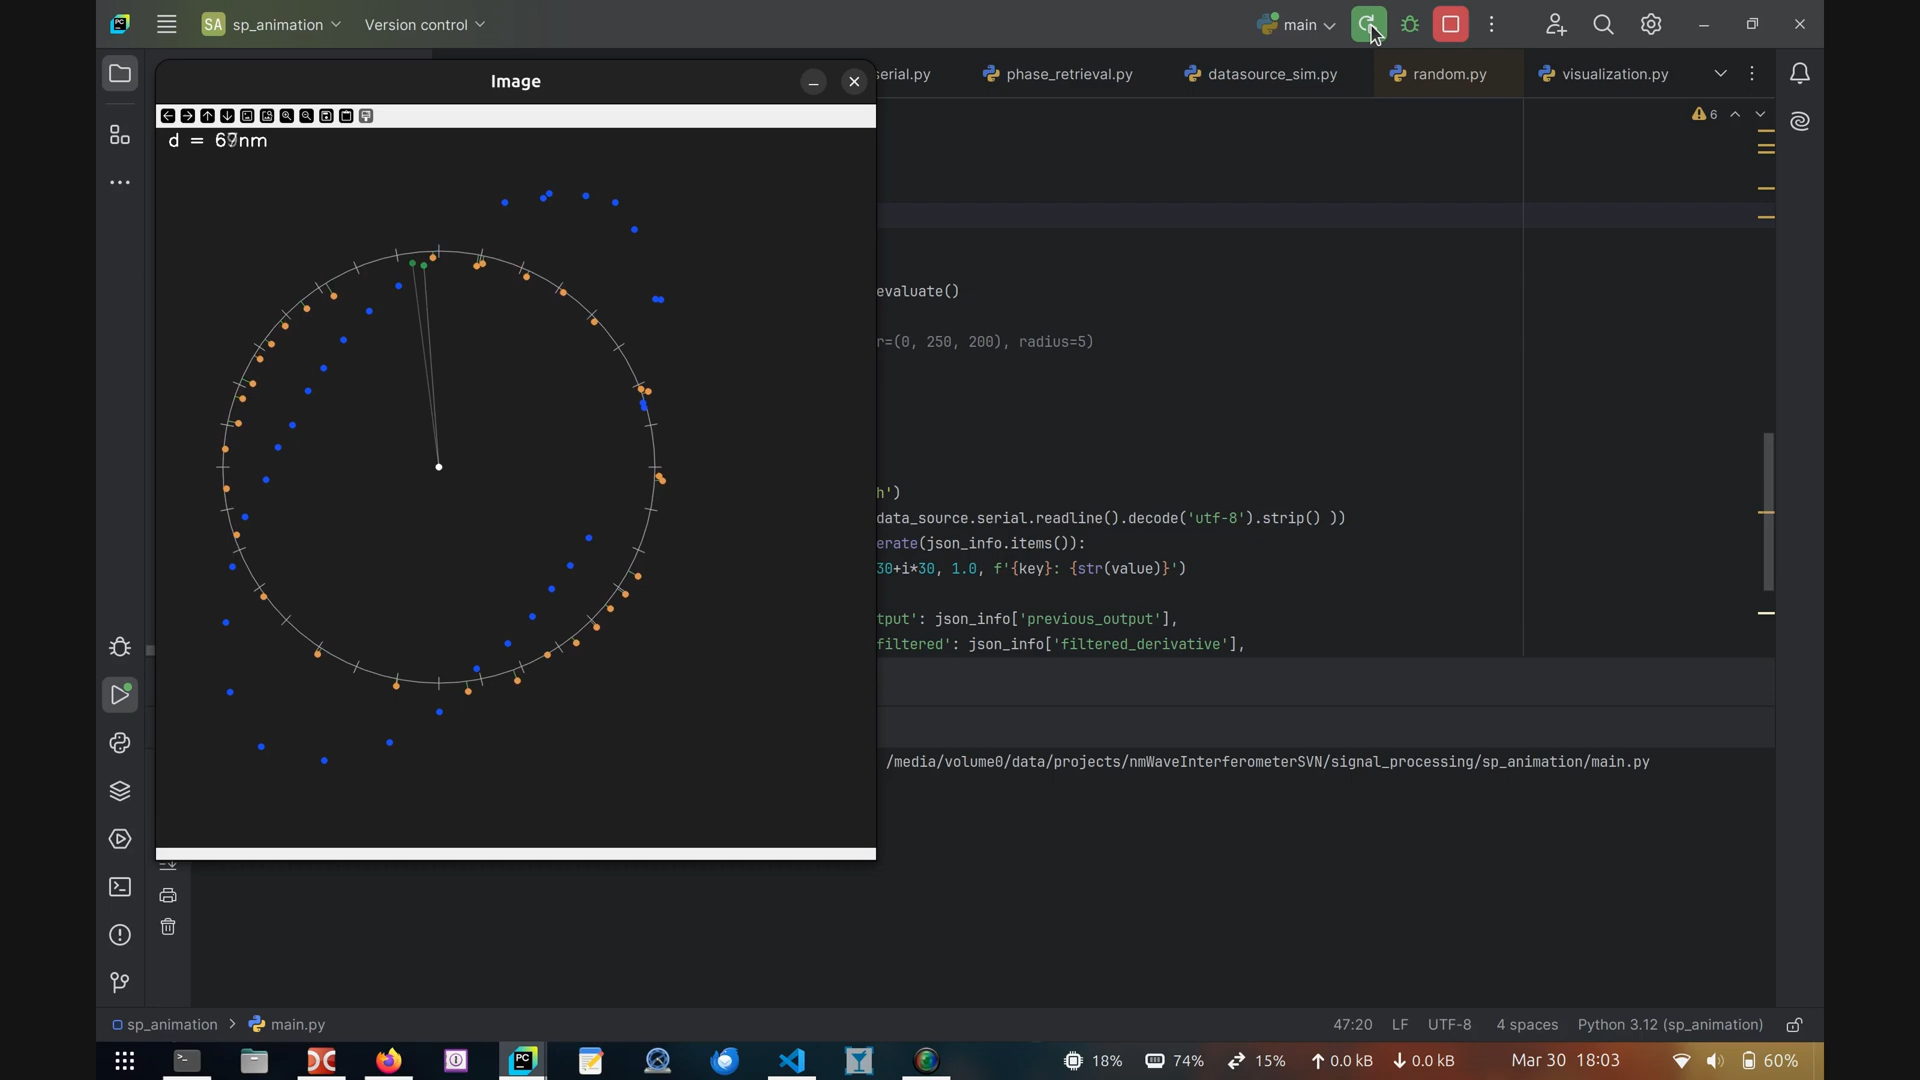 SA sp_animation Version control main
Image
serial.py phase_retrieval.py datasource_sim.py random.py visualization.py
6
evaluate()
r=(0, 250, 200), radius=5)
h')
data_source.serial.readline().decode('utf-8').strip() ))
erate(json_info.items()):
30+i*30, 1.0, f'{key}: {str(value)}')
tput': json_info['previous_output'],
filtered': json_info['filtered_derivative'],
/media/volume0/data/projects/nmWaveInterferometerSVN/signal_processing/sp_animation/main.py
sp_animation > main.py 47:20 LF UTF-8 4 spaces Python 3.12 (sp_animation)
18% 74% 15% 0.0 kB 0.0 kB Mar 30 18:03 60%